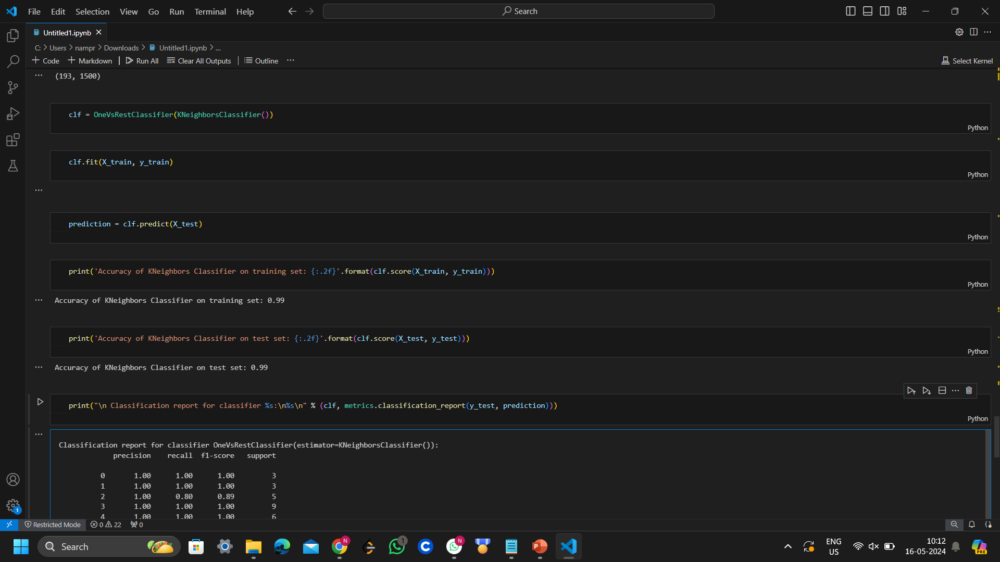 File Edit Selection View Go Run Terminal Help
Search
Untitled1.ipynb
C: > Users > nampr > Downloads > Untitled1.ipynb > ...
+ Code + Markdown | Run All Clear All Outputs | Outline ...
Select Kernel
(193, 1500)
clf = OneVsRestClassifier(KNeighborsClassifier())
Python
clf.fit(X_train, y_train)
Python
prediction = clf.predict(X_test)
Python
print('Accuracy of KNeighbors Classifier on training set: {:.2f}'.format(clf.score(X_train, y_train)))
Python
Accuracy of KNeighbors Classifier on training set: 0.99
print('Accuracy of KNeighbors Classifier on test set: {:.2f}'.format(clf.score(X_test, y_test)))
Python
Accuracy of KNeighbors Classifier on test set: 0.99
print("\n Classification report for classifier %s:\n%s\n" % (clf, metrics.classification_report(y_test, prediction)))
Python
Classification report for classifier OneVsRestClassifier(estimator=KNeighborsClassifier()):
precision recall f1-score support
0 1.00 1.00 1.00 3
1 1.00 1.00 1.00 3
2 1.00 0.80 0.89 5
3 1.00 1.00 1.00 9
4 1.00 1.00 1.00 6
1
Restricted Mode 0 22 0
Search
N
1
C
N
P
ENG
US
10:12
16-05-2024
PRE